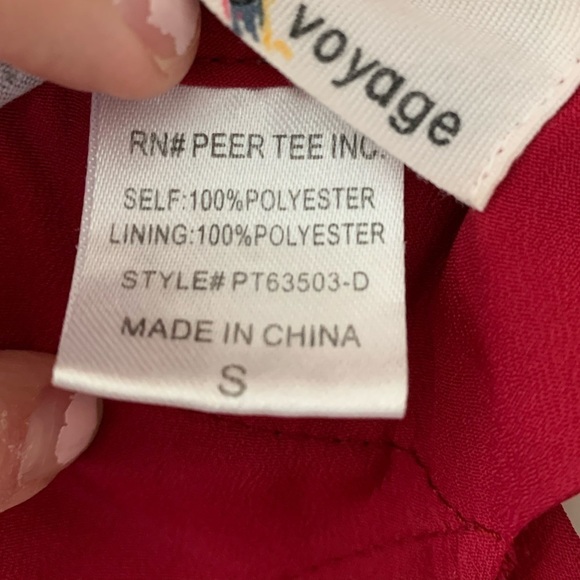 voyage
RN# PEER TEE INC.
SELF:100%POLYESTER
LINING:100%POLYESTER
STYLE# PT63503-D
MADE IN CHINA
S